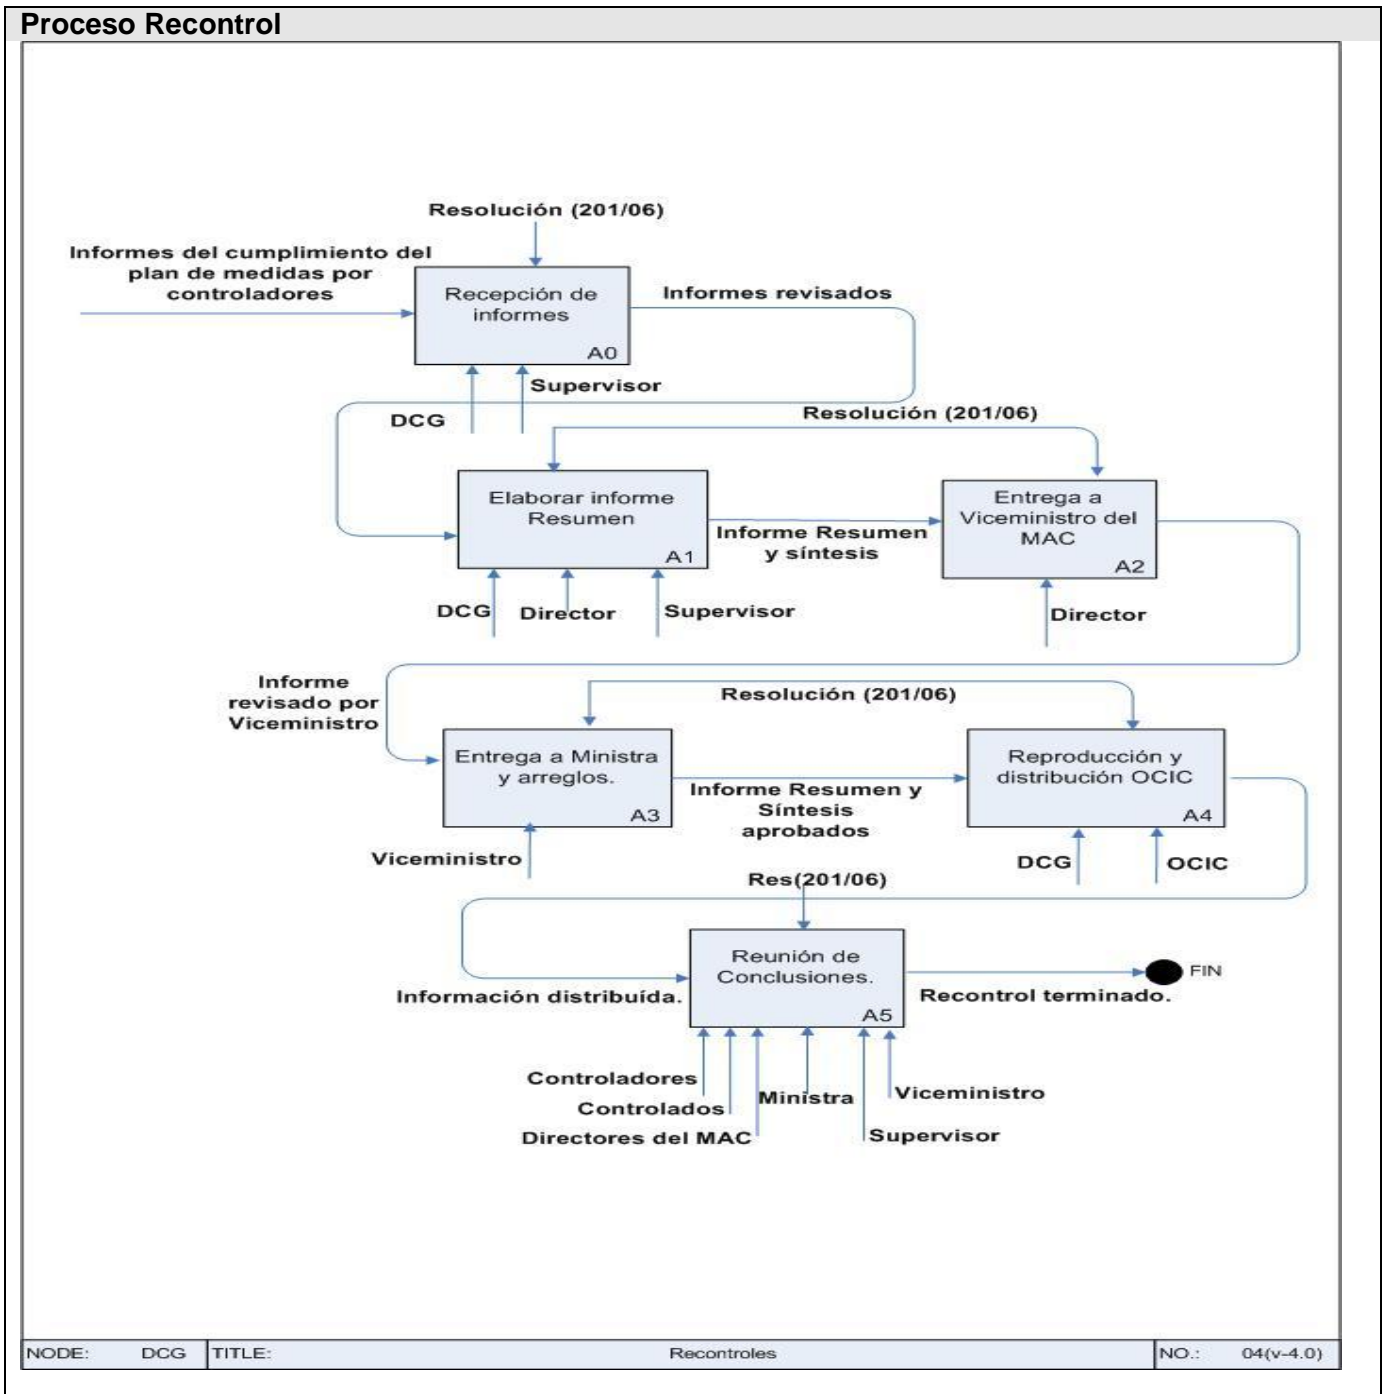 Proceso Recontrol
Resolución (201/06)
Informes del cumplimiento del
plan de medidas por
controladores
Recepción de
informes
A0
Informes revisados
Supervisor
DCG
Resolución (201/06)
Elaborar informe
Resumen
A1
Informe Resumen
y síntesis
Entrega a
Viceministro del
MAC
A2
DCG
Director
Supervisor
Director
Informe
revisado por
Viceministro
Resolución (201/06)
Entrega a Ministra
y arreglos.
A3
Informe Resumen y
Síntesis
aprobados
Reproducción y
distribución OCIC
A4
Viceministro
DCG
OCIC
Res(201/06)
Reunión de
Conclusiones.
A5
Información distribuída.
Recontrol terminado.
FIN
Controladores
Controlados
Directores del MAC
Ministra
Viceministro
Supervisor
NODE: DCG TITLE: Recontroles NO.: 04(v-4.0)